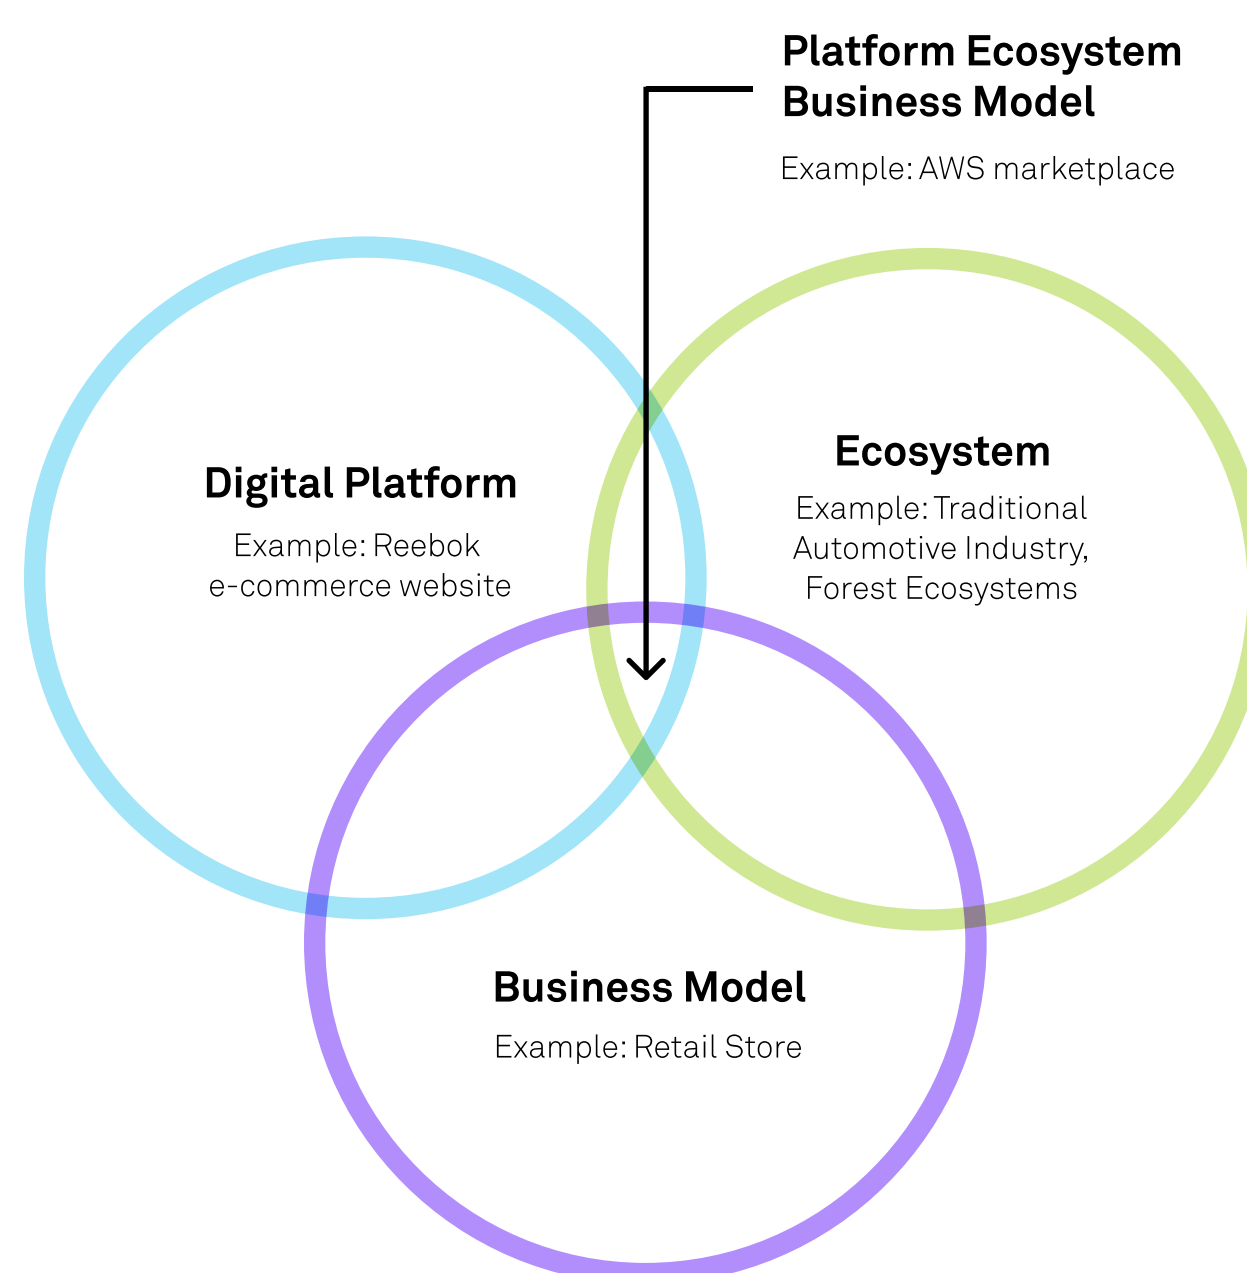 Platform Ecosystem
Business Model
Example: AWS marketplace
Digital Platform
Example: Reebok
e-commerce website
Ecosystem
Example: Traditional
Automotive Industry,
Forest Ecosystems
Business Model
Example: Retail Store